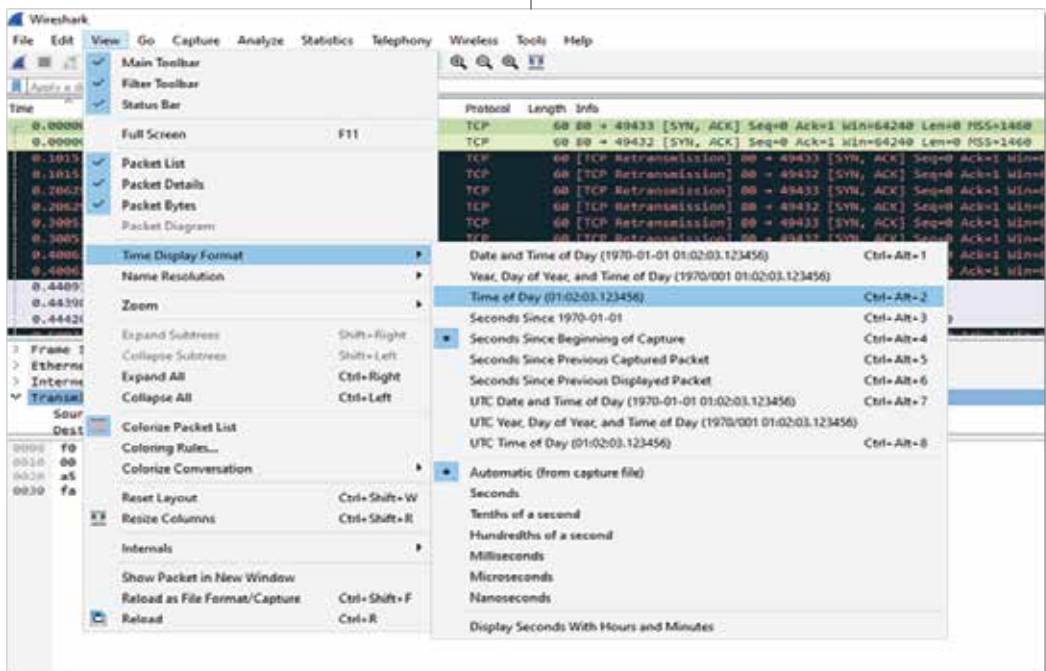 Wireshark
File Edit View Go Capture Analyze Statistics Telephony Wireless Tools Help
Main Toolbar
Filter Toolbar
Status Bar
Full Screen F11
Packet List
Packet Details
Packet Bytes
Packet Diagram
Time Display Format
Name Resolution
Zoom
Expand Subtrees Shift+Right
Collapse Subtrees Shift+Left
Expand All Ctrl+Right
Collapse All Ctrl+Left
Colorize Packet List
Coloring Rules...
Colorize Conversation
Reset Layout Ctrl+Shift+W
Resize Columns Ctrl+Shift+R
Internals
Show Packet in New Window
Reload as File Format/Capture Ctrl+Shift+F
Reload Ctrl+R
Date and Time of Day (1970-01-01 01:02:03.123456) Ctrl+Alt+1
Year, Day of Year, and Time of Day (1970/001 01:02:03.123456)
Time of Day (01:02:03.123456) Ctrl+Alt+2
Seconds Since 1970-01-01 Ctrl+Alt+3
Seconds Since Beginning of Capture Ctrl+Alt+4
Seconds Since Previous Captured Packet Ctrl+Alt+5
Seconds Since Previous Displayed Packet Ctrl+Alt+6
UTC Date and Time of Day (1970-01-01 01:02:03.123456) Ctrl+Alt+7
UTC Year, Day of Year, and Time of Day (1970/001 01:02:03.123456)
UTC Time of Day (01:02:03.123456) Ctrl+Alt+8
Automatic (from capture file)
Seconds
Tenths of a second
Hundredths of a second
Milliseconds
Microseconds
Nanoseconds
Display Seconds With Hours and Minutes
Time Protocol Length Info
TCP 60 80 → 49433 [SYN, ACK] Seq=0 Ack=1 Win=64240 Len=0 MSS=1460
TCP 60 80 → 49432 [SYN, ACK] Seq=0 Ack=1 Win=64240 Len=0 MSS=1460
TCP 60 [TCP Retransmission] 80 → 49433 [SYN, ACK] Seq=0 Ack=1
TCP 60 [TCP Retransmission] 80 → 49432 [SYN, ACK] Seq=0 Ack=1
TCP 60 [TCP Retransmission] 80 → 49433 [SYN, ACK] Seq=0 Ack=1
TCP 60 [TCP Retransmission] 80 → 49432 [SYN, ACK] Seq=0 Ack=1
TCP 60 [TCP Retransmission] 80 → 49433 [SYN, ACK] Seq=0 Ack=1
Frame
f0
00
a5
0030 fa